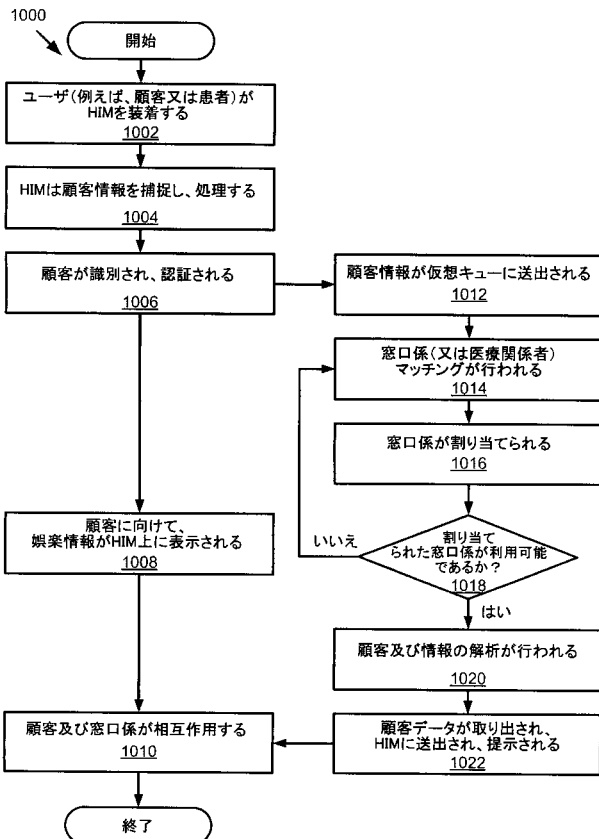 1000
開始
ユーザ(例えば、顧客又は患者)が
HIMを装着する
1002
HIMは顧客情報を捕捉し、処理する
1004
顧客が識別され、認証される
1006
顧客情報が仮想キューに送出される
1012
窓口係(又は医療関係者)
マッチングが行われる
1014
窓口係が割り当てられる
1016
顧客に向けて、
娯楽情報がHIM上に表示される
1008
いいえ
割り当て
られた窓口係が利用可能
であるか?
1018
はい
顧客及び情報の解析が行われる
1020
顧客及び窓口係が相互作用する
1010
顧客データが取り出され、
HIMに送出され、提示される
1022
終了